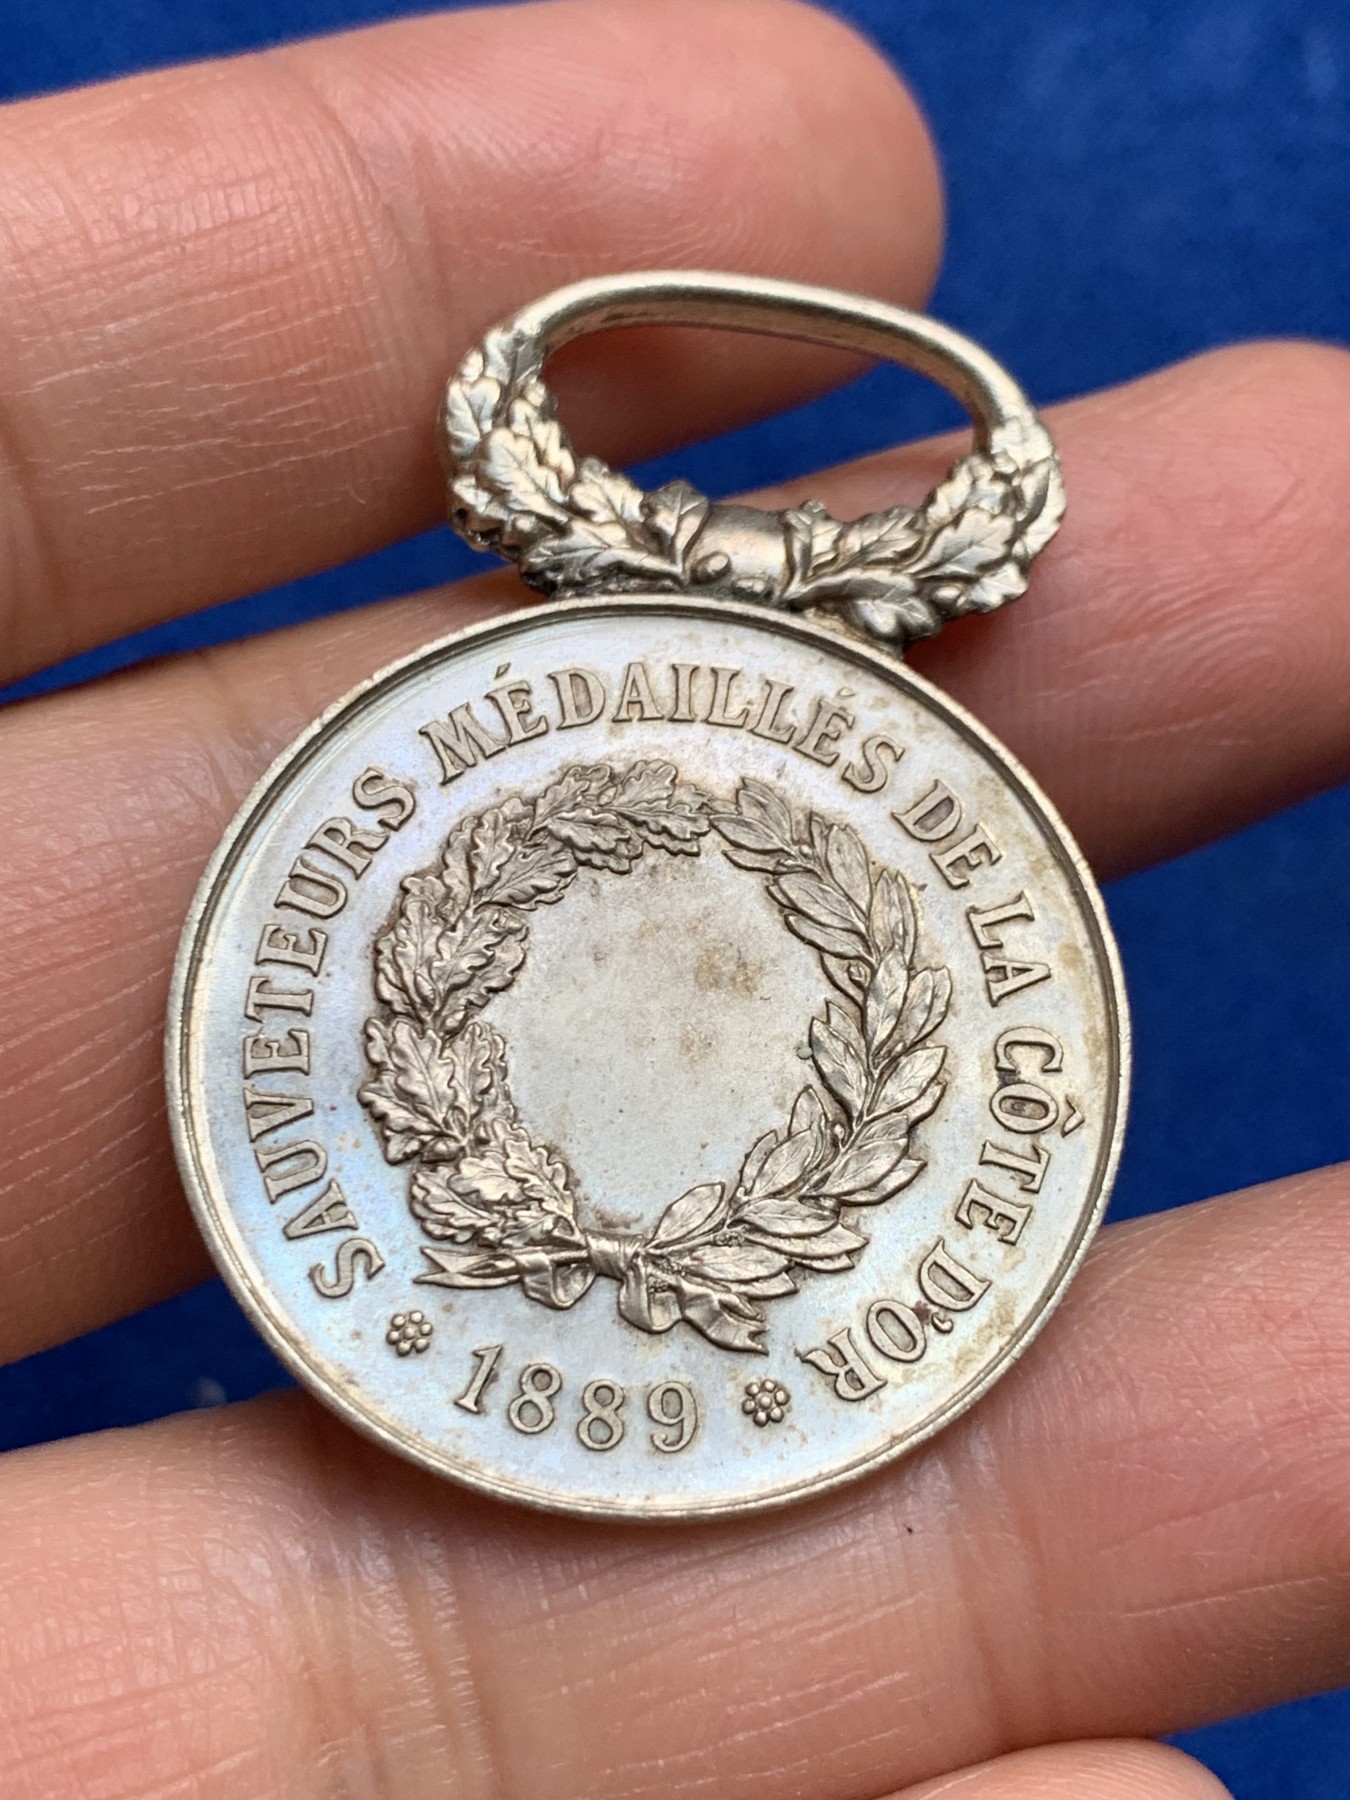 SAUVETEURS MÉDAILLÉS DE LA CÔTE D'OR
1889